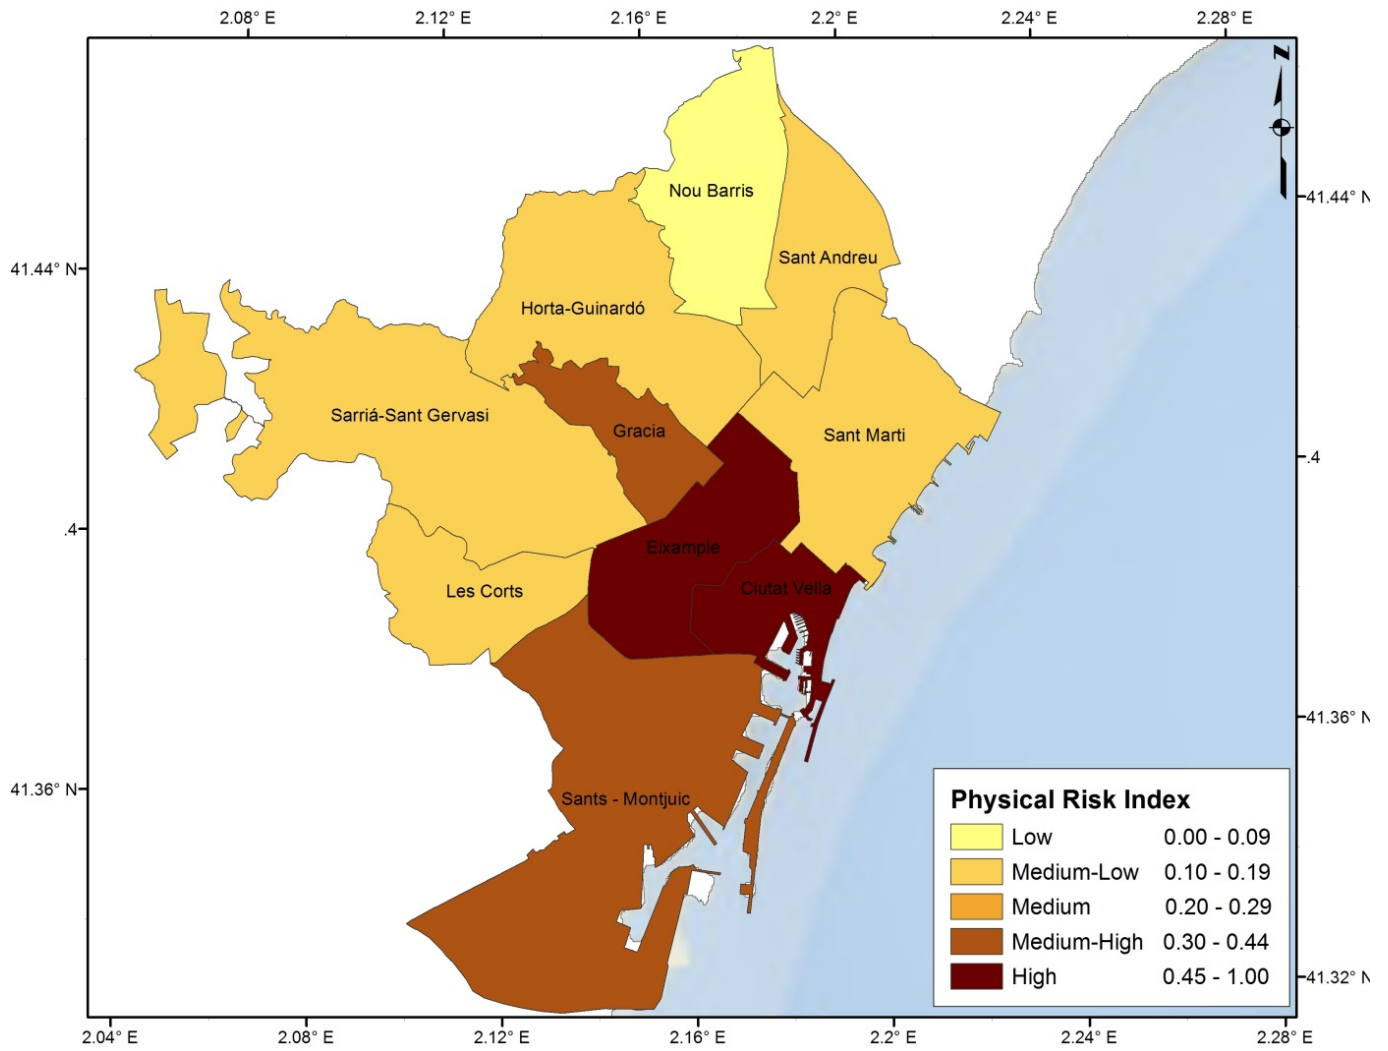 2.08° E 2.12° E 2.16° E 2.2° E 2.24° E 2.28° E
N
Nou Barris
41.44° N
Sant Andreu
41.44° N
Horta-Guinardó
Sarriá-Sant Gervasi
Gracia
Sant Marti
.4
.4
Eixample
Les Corts
Ciutat Vella
41.36° N
41.36° N
Sants - Montjuic
Physical Risk Index
Low 0.00 - 0.09
Medium-Low 0.10 - 0.19
Medium 0.20 - 0.29
Medium-High 0.30 - 0.44
High 0.45 - 1.00
41.32° N
2.04° E 2.08° E 2.12° E 2.16° E 2.2° E 2.24° E 2.28° E